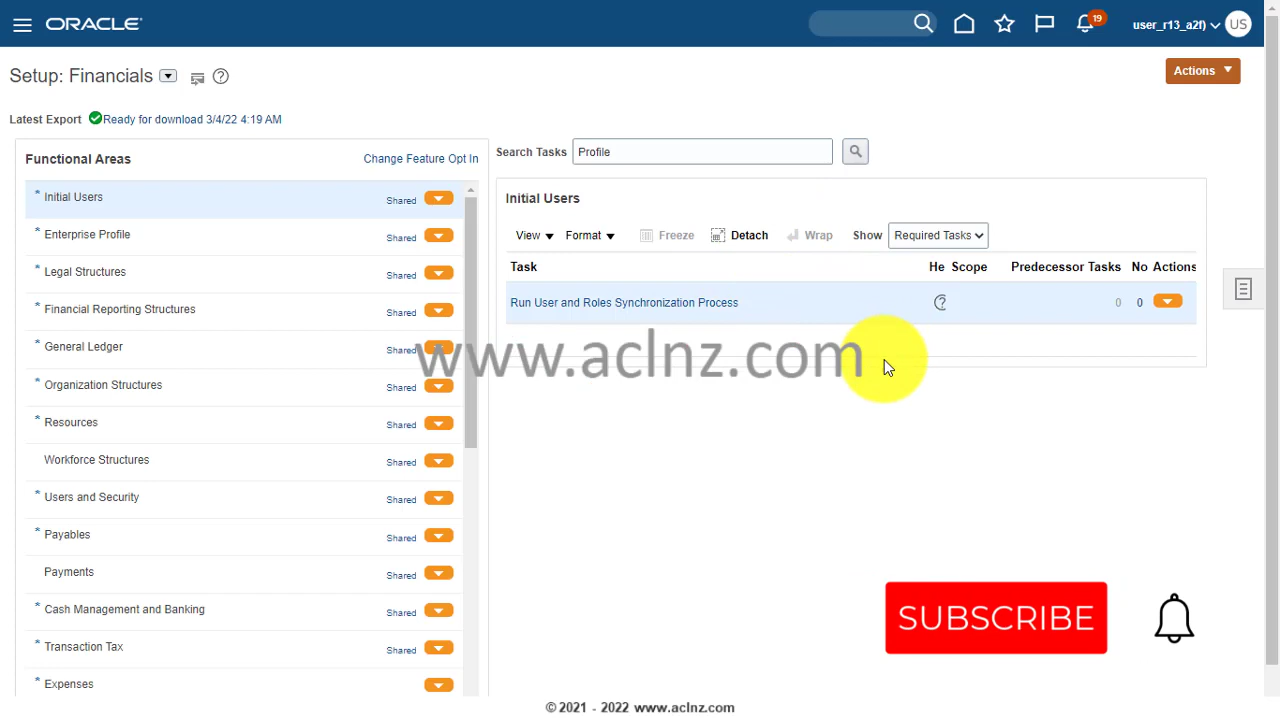 ORACLE
19
user_r13_a2f)
US
Setup: Financials
Actions
Latest Export Ready for download 3/4/22 4:19 AM
Functional Areas
Change Feature Opt In
* Initial Users Shared
* Enterprise Profile Shared
* Legal Structures Shared
* Financial Reporting Structures Shared
* General Ledger Shared
* Organization Structures Shared
* Resources Shared
Workforce Structures Shared
* Users and Security Shared
* Payables Shared
Payments Shared
* Cash Management and Banking Shared
* Transaction Tax Shared
* Expenses
Search Tasks Profile
Initial Users
View Format Freeze Detach Wrap Show Required Tasks
Task He Scope Predecessor Tasks No Actions
Run User and Roles Synchronization Process ? 0 0
www.aclnz.com
SUBSCRIBE
© 2021 - 2022 www.aclnz.com